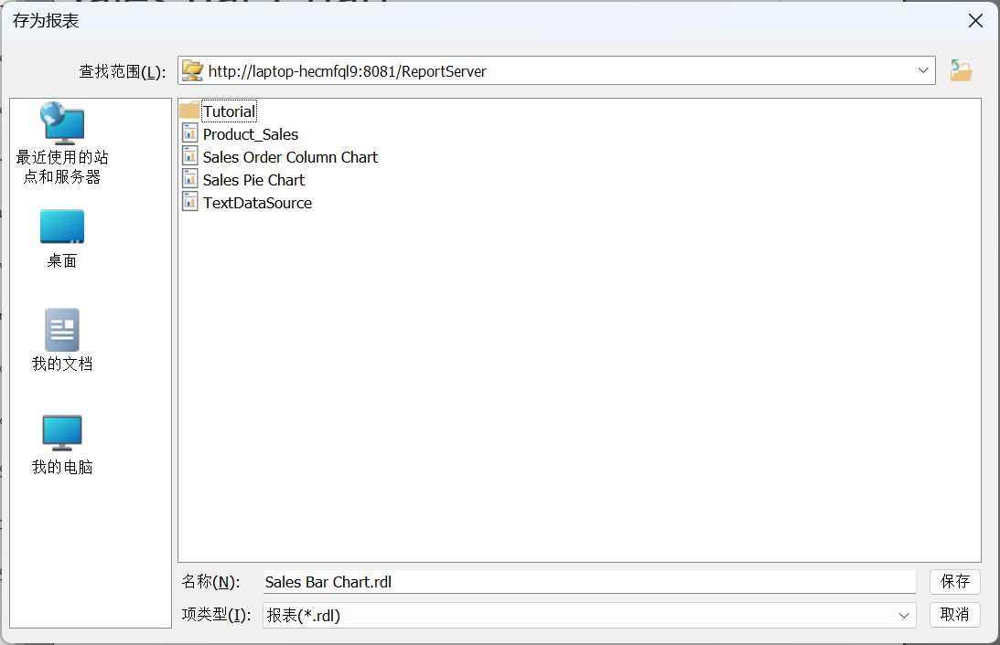 存为报表
查找范围(L):
http://laptop-hecmfql9:8081/ReportServer
最近使用的站
点和服务器
桌面
我的文档
我的电脑
Tutorial
Product_Sales
Sales Order Column Chart
Sales Pie Chart
TextDataSource
名称(N):
Sales Bar Chart.rdl
保存
项类型(I):
报表(*.rdl)
取消